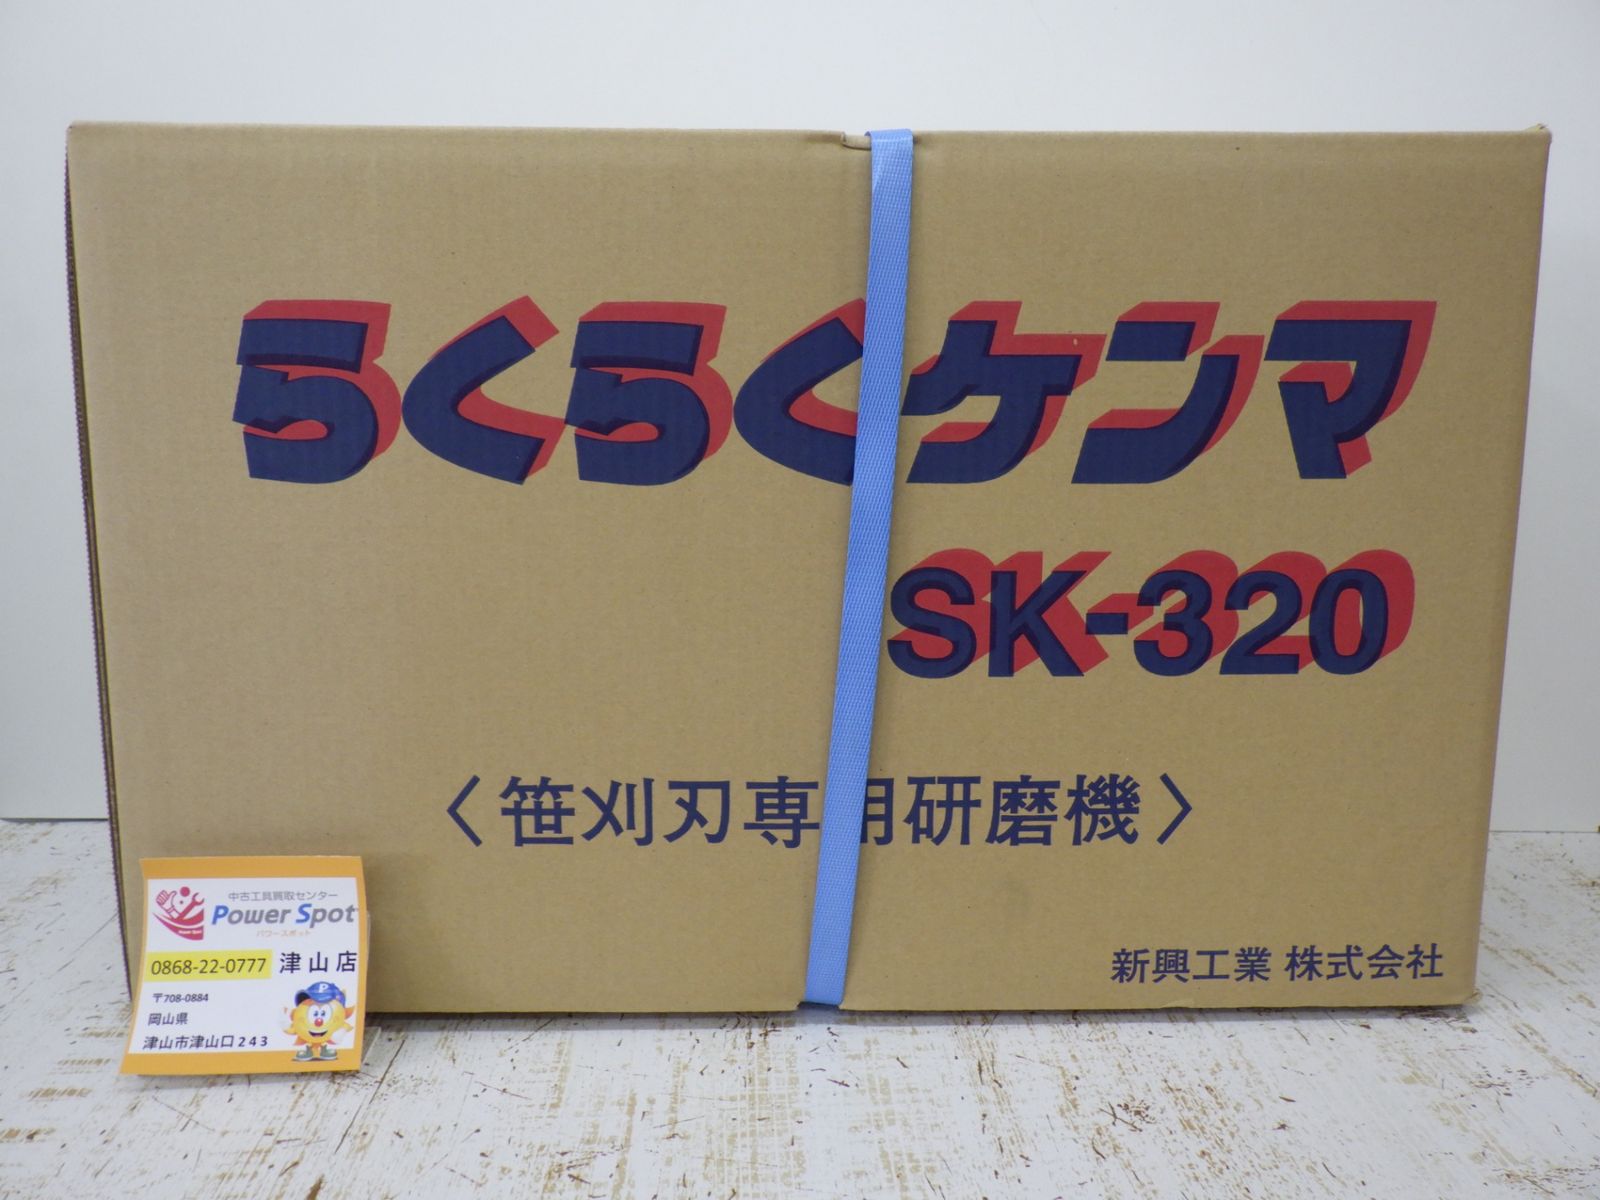 らくらくケンマ
SK-320
〈笹刈刃専用研磨機〉
新興工業 株式会社
中古工具買取センター
Power Spot
パワースポット
0868-22-0777 津山店
〒708-0884
岡山県
津山市津山口243